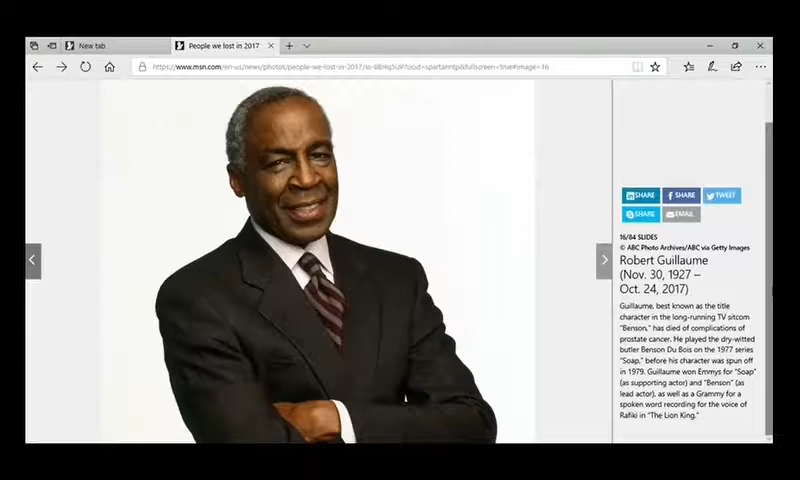 New tab
People we lost in 2017
SHARE
SHARE
TWEET
SHARE
EMAIL
16/84 SLIDES
© ABC Photo Archives/ABC via Getty Images
Robert Guillaume
(Nov. 30, 1927 –
Oct. 24, 2017)
Guillaume, best known as the title
character in the long-running TV sitcom
"Benson," has died of complications of
prostate cancer. He played the dry-witted
butler Benson Du Bois on the 1977 series
"Soap," before his character was spun off
in 1979. Guillaume won Emmys for "Soap"
(as supporting actor) and "Benson" (as
lead actor), as well as a Grammy for a
spoken word recording for the voice of
Rafiki in "The Lion King."